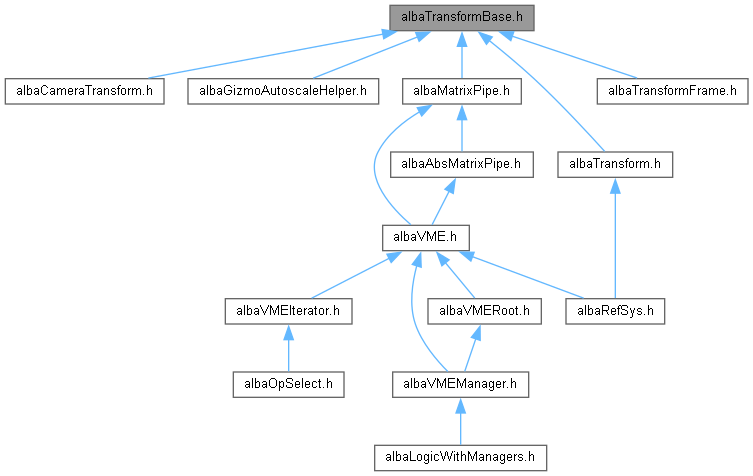 albaTransformBase.h
albaCameraTransform.h
albaGizmoAutoscaleHelper.h
albaMatrixPipe.h
albaTransformFrame.h
albaAbsMatrixPipe.h
albaTransform.h
albaVME.h
albaVMEIterator.h
albaVMERoot.h
albaRefSys.h
albaOpSelect.h
albaVMEManager.h
albaLogicWithManagers.h